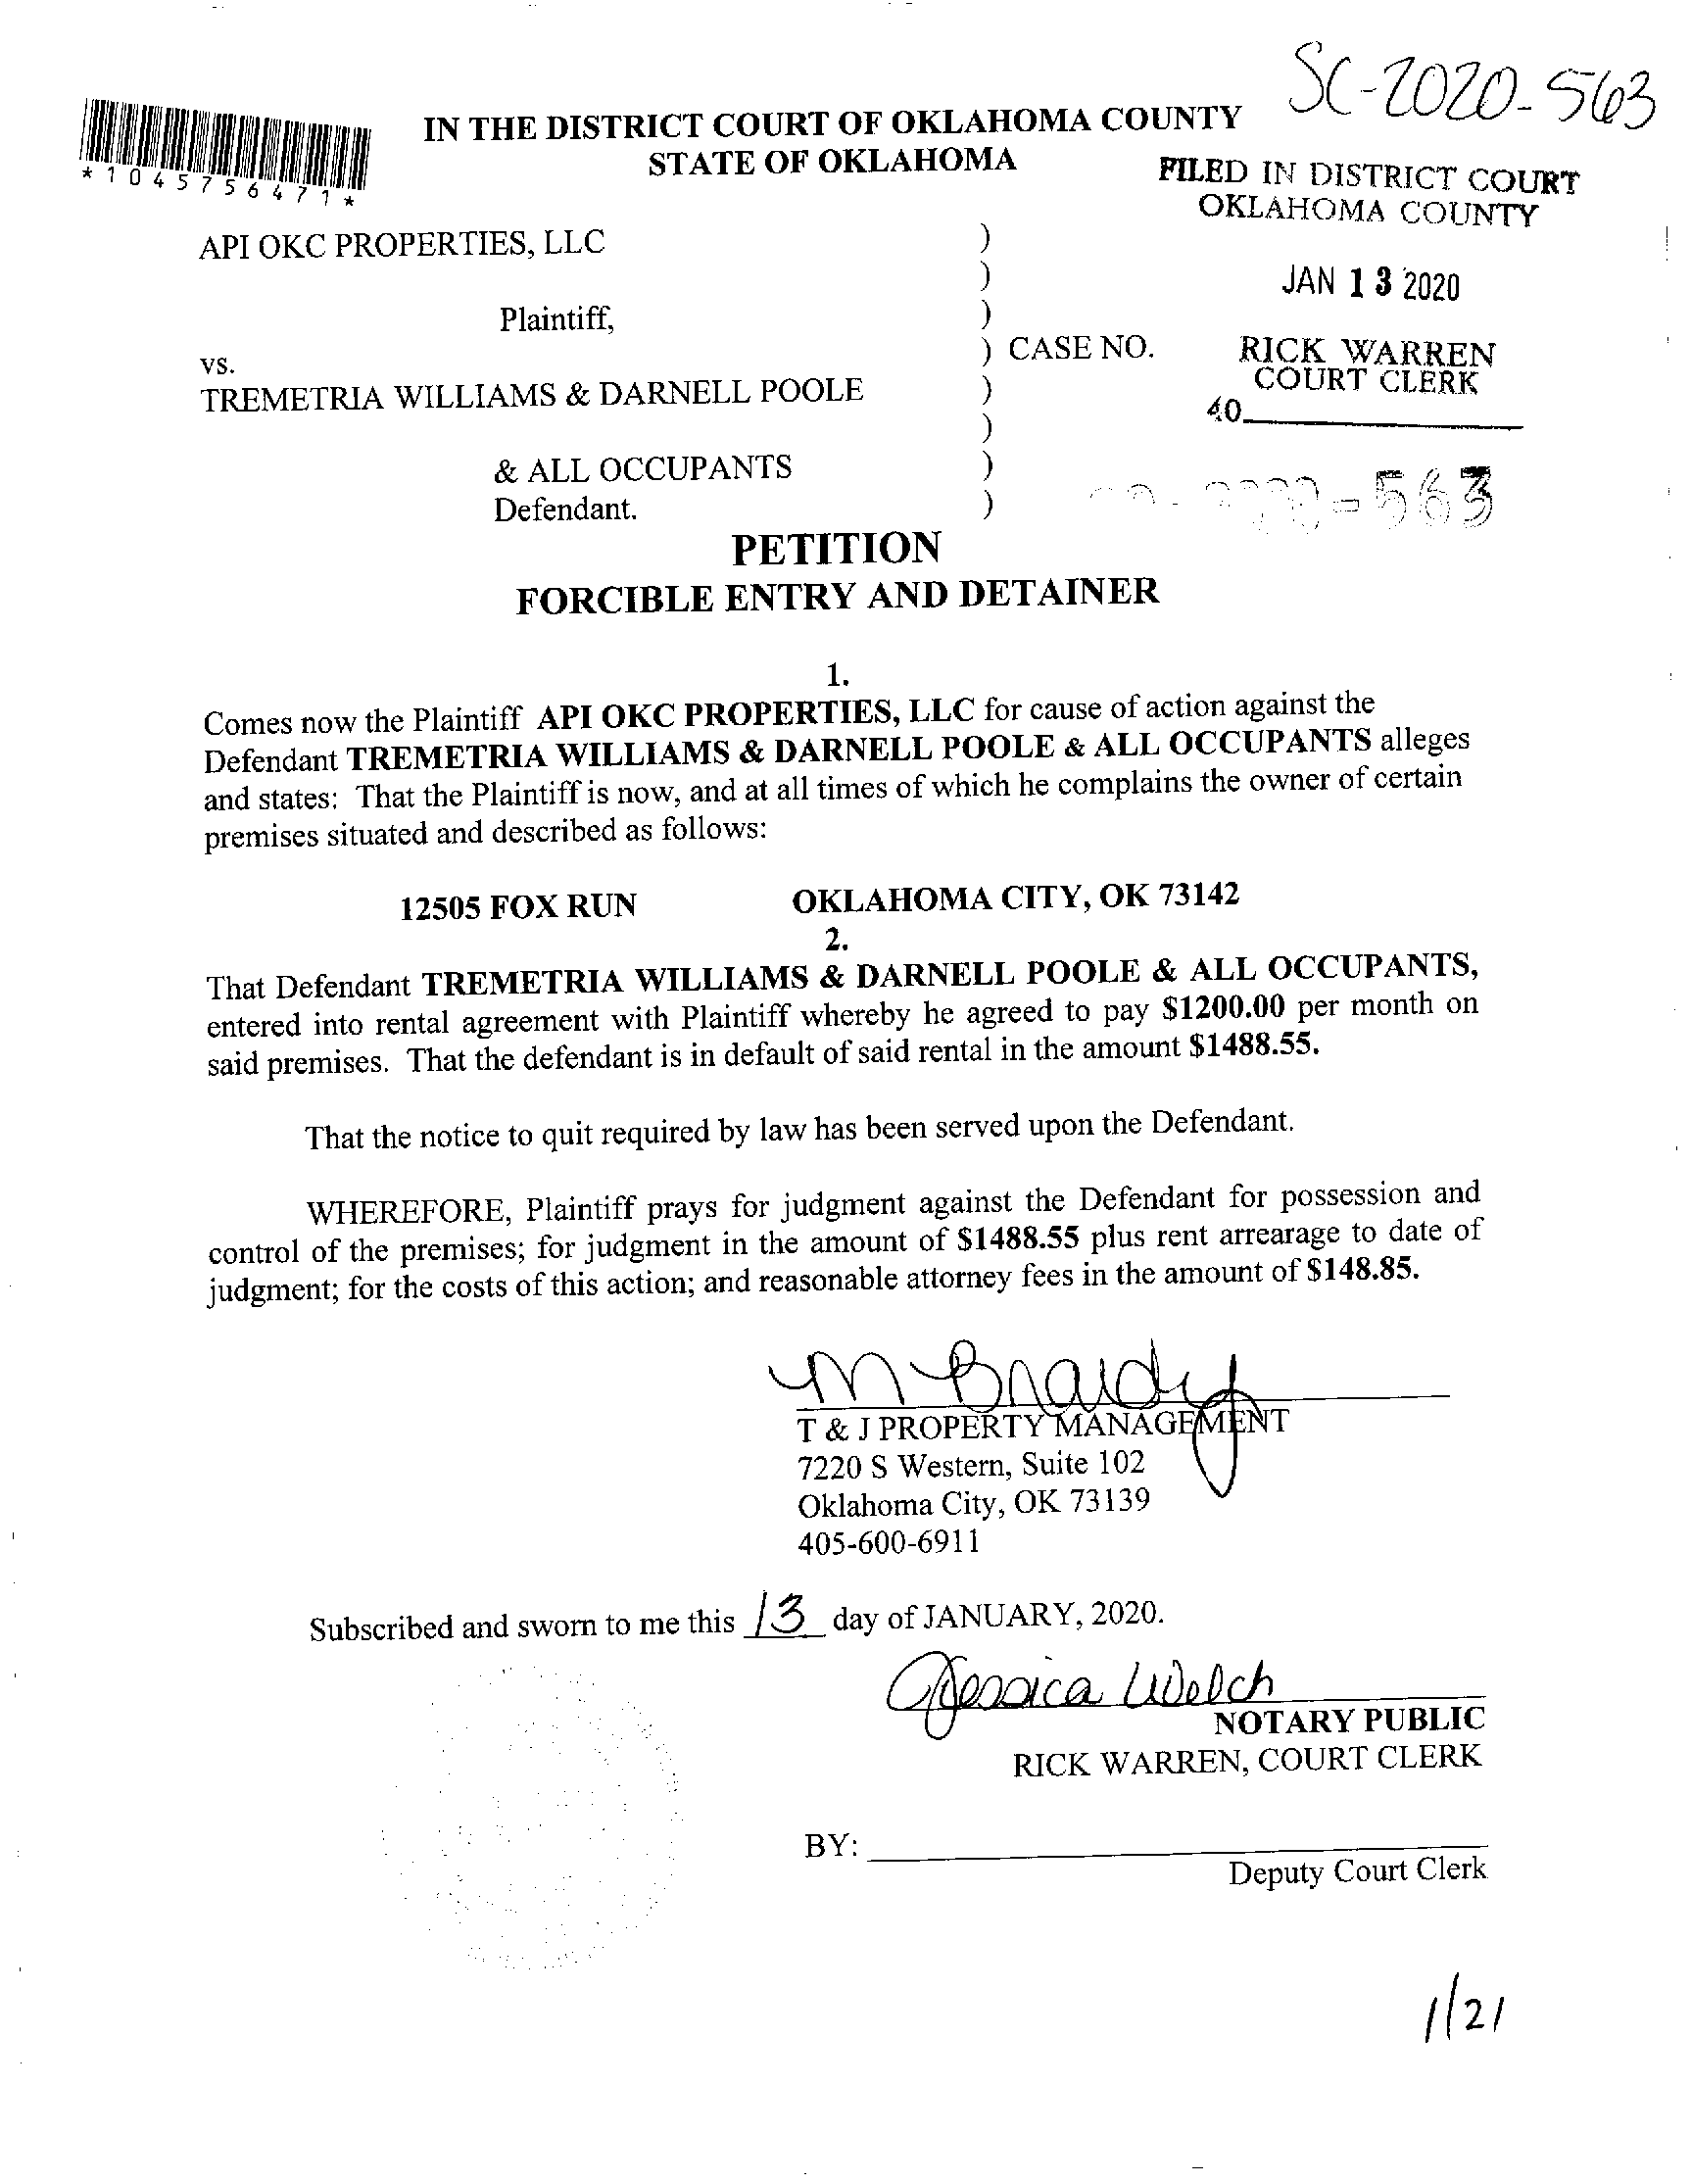 SC-2020-563
IN THE DISTRICT COURT OF OKLAHOMA COUNTY
STATE OF OKLAHOMA
*1045756471*
FILED IN DISTRICT COURT
OKLAHOMA COUNTY
API OKC PROPERTIES, LLC )
)
JAN 13 2020
Plaintiff, )
vs. ) CASE NO.
RICK WARREN
COURT CLERK
TREMETRIA WILLIAMS & DARNELL POOLE )
40
)
& ALL OCCUPANTS )
Defendant. )
-563
PETITION
FORCIBLE ENTRY AND DETAINER
1.
Comes now the Plaintiff API OKC PROPERTIES, LLC for cause of action against the
Defendant TREMETRIA WILLIAMS & DARNELL POOLE & ALL OCCUPANTS alleges
and states: That the Plaintiff is now, and at all times of which he complains the owner of certain
premises situated and described as follows:
12505 FOX RUN OKLAHOMA CITY, OK 73142
2.
That Defendant TREMETRIA WILLIAMS & DARNELL POOLE & ALL OCCUPANTS,
entered into rental agreement with Plaintiff whereby he agreed to pay $1200.00 per month on
said premises. That the defendant is in default of said rental in the amount $1488.55.
That the notice to quit required by law has been served upon the Defendant.
WHEREFORE, Plaintiff prays for judgment against the Defendant for possession and
control of the premises; for judgment in the amount of $1488.55 plus rent arrearage to date of
judgment; for the costs of this action; and reasonable attorney fees in the amount of $148.85.
T & J PROPERTY MANAGEMENT
7220 S Western, Suite 102
Oklahoma City, OK 73139
405-600-6911
Subscribed and sworn to me this 13 day of JANUARY, 2020.
Jessica Welch
NOTARY PUBLIC
RICK WARREN, COURT CLERK
BY:
Deputy Court Clerk
1/21